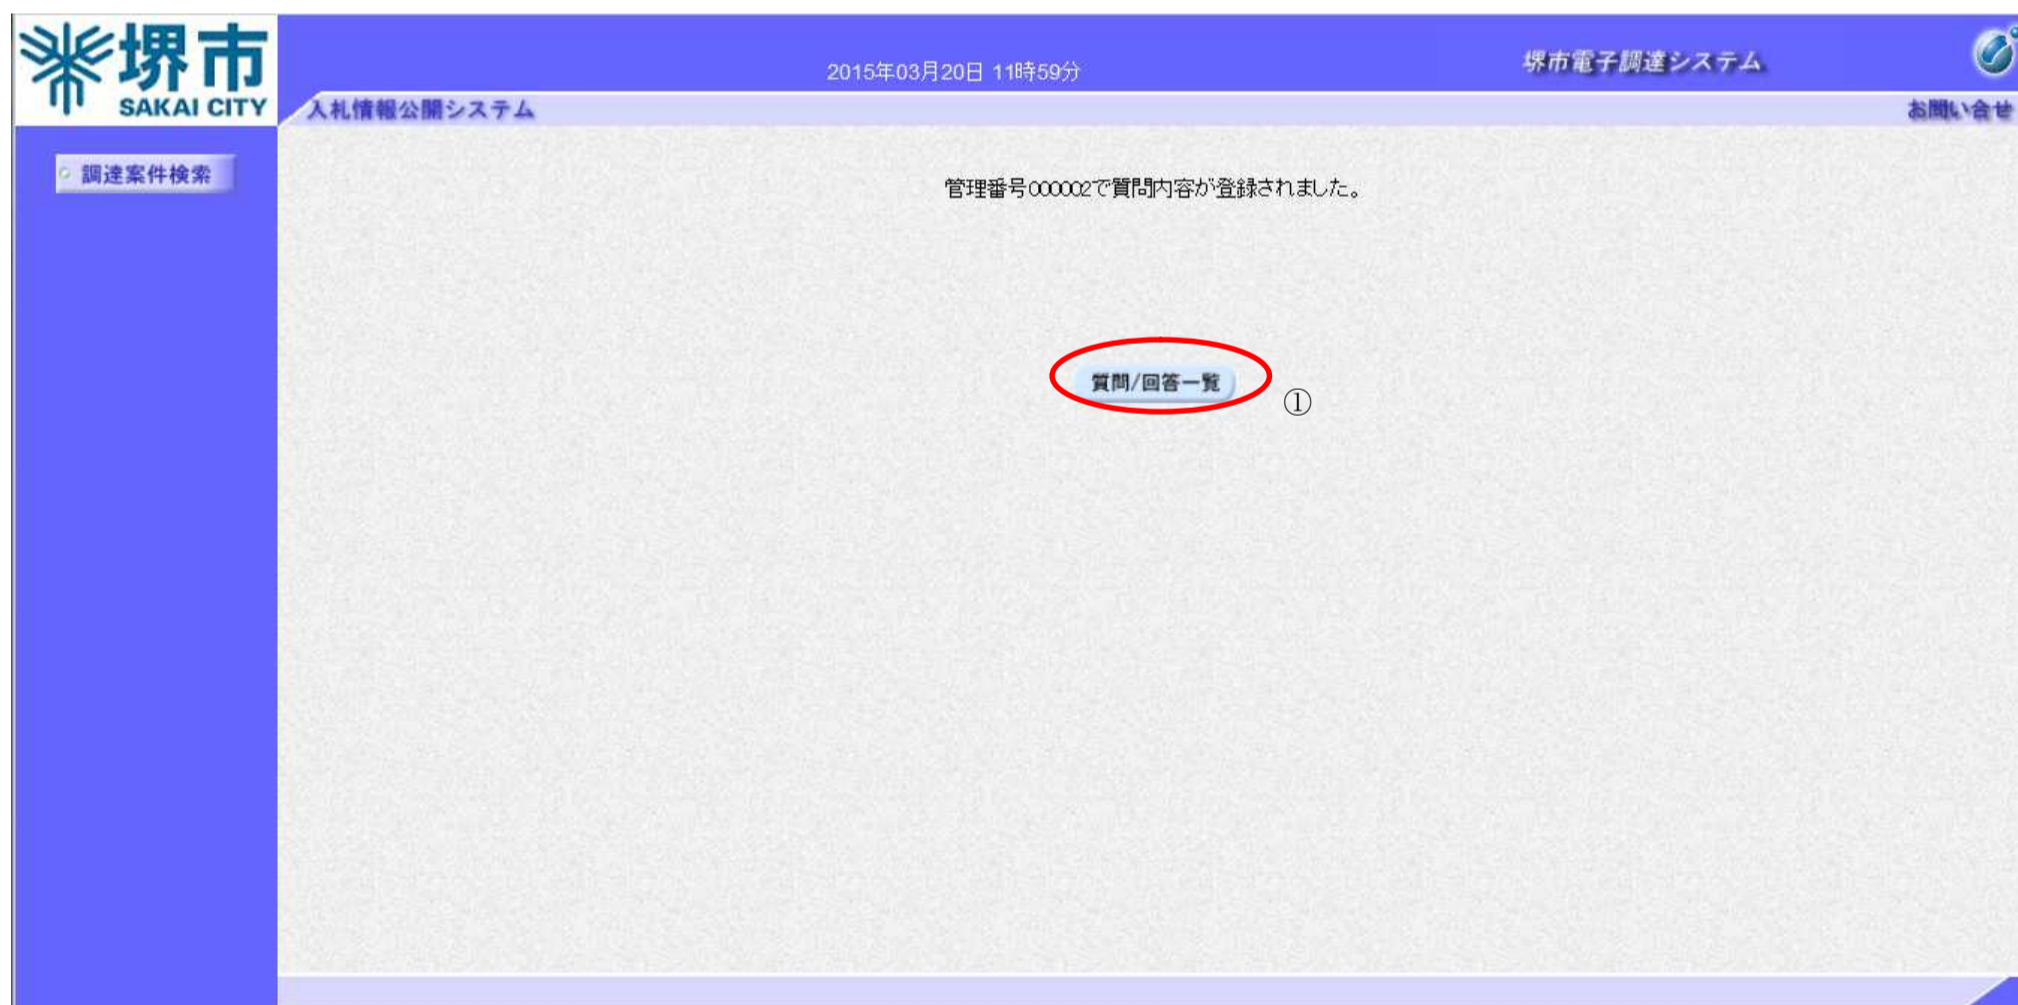 堺市
SAKAI CITY
2015年03月20日 11時59分
堺市電子調達システム
入札情報公開システム
お問い合せ
調達案件検索
管理番号000002で質問内容が登録されました。
質問/回答一覧
①